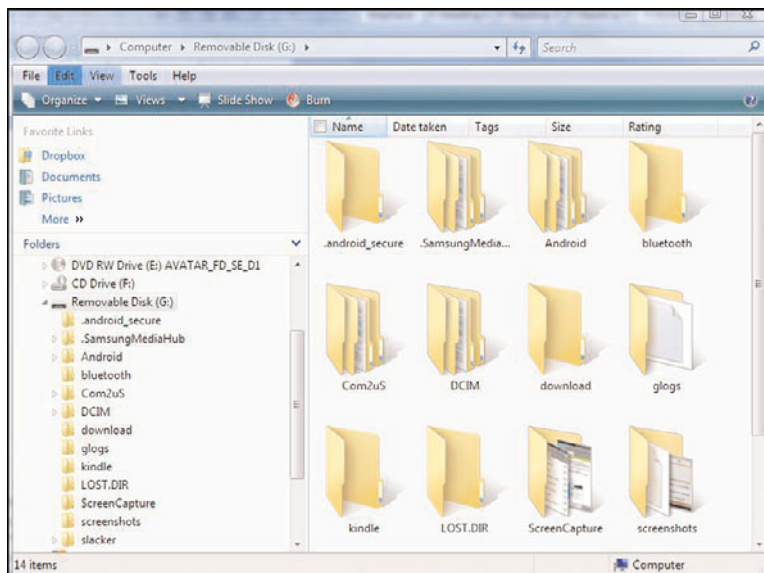 Computer Removable Disk (G:) Search
File Edit View Tools Help
Organize Views Slide Show Burn
Favorite Links
Dropbox
Documents
Pictures
More »
Folders
DVD RW Drive (E:) AVATAR_FD_SE_D1
CD Drive (F:)
Removable Disk (G:)
.android_secure
.SamsungMediaHub
Android
bluetooth
Com2uS
DCIM
download
glogs
kindle
LOST.DIR
ScreenCapture
screenshots
slacker
Name Date taken Tags Size Rating
.android_secure .SamsungMedia... Android bluetooth
Com2uS DCIM download glogs
kindle LOST.DIR ScreenCapture screenshots
14 items Computer